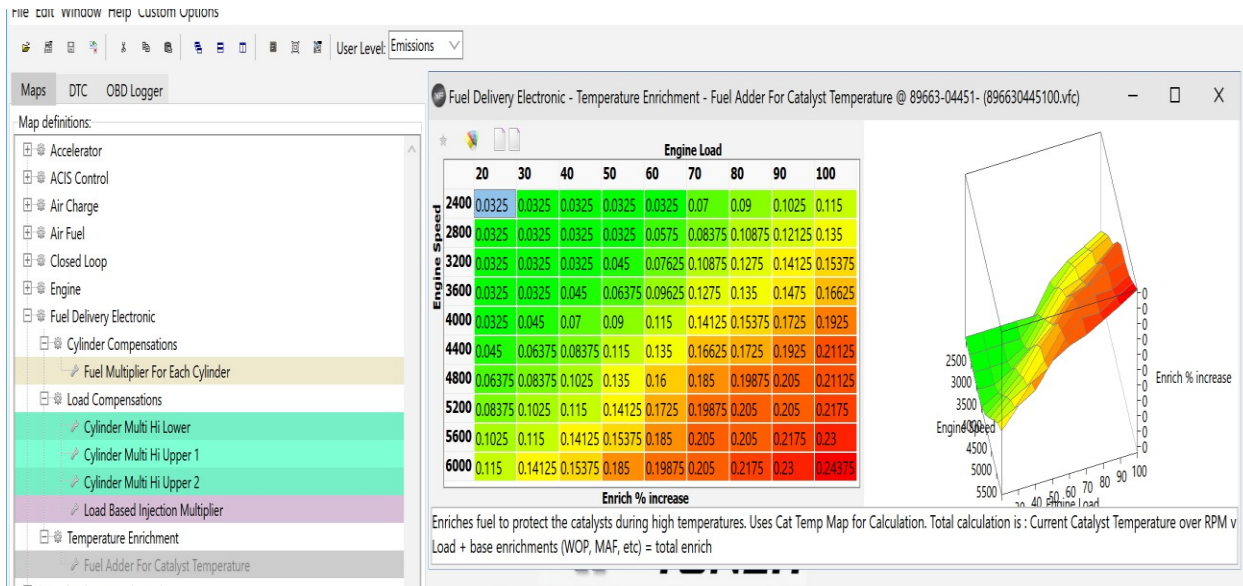 File Edit Window Help Custom Options
User Level: Emissions
Maps DTC OBD Logger
Map definitions:
Accelerator
ACIS Control
Air Charge
Air Fuel
Closed Loop
Engine
Fuel Delivery Electronic
Cylinder Compensations
Fuel Multiplier For Each Cylinder
Load Compensations
Cylinder Multi Hi Lower
Cylinder Multi Hi Upper 1
Cylinder Multi Hi Upper 2
Load Based Injection Multiplier
Temperature Enrichment
Fuel Adder For Catalyst Temperature
Fuel Delivery Electronic - Temperature Enrichment - Fuel Adder For Catalyst Temperature @ 89663-04451- (896630445100.vfc)
Engine Load
20 30 40 50 60 70 80 90 100
Engine Speed
2400 0.0325 0.0325 0.0325 0.0325 0.0325 0.07 0.09 0.1025 0.115
2800 0.0325 0.0325 0.0325 0.0325 0.0575 0.08375 0.10875 0.12125 0.135
3200 0.0325 0.0325 0.0325 0.045 0.07625 0.10875 0.1275 0.14125 0.15375
3600 0.0325 0.0325 0.045 0.06375 0.09625 0.1275 0.135 0.1475 0.16625
4000 0.0325 0.045 0.07 0.09 0.115 0.14125 0.15375 0.1725 0.1925
4400 0.045 0.06375 0.08375 0.115 0.135 0.16625 0.1725 0.1925 0.21125
4800 0.06375 0.08375 0.1025 0.135 0.16 0.185 0.19875 0.205 0.21125
5200 0.08375 0.1025 0.115 0.14125 0.1725 0.19875 0.205 0.205 0.2175
5600 0.1025 0.115 0.14125 0.15375 0.185 0.205 0.205 0.2175 0.23
6000 0.115 0.14125 0.15375 0.185 0.19875 0.205 0.2175 0.23 0.24375
Enrich % increase
2500
3000
3500
4000
4500
5000
5500
Engine Speed
20 30 40 50 60 70 80 90 100
Engine Load
0
0
0
0
0
0
0
0
0
0
0
Enrich % increase
Enriches fuel to protect the catalysts during high temperatures. Uses Cat Temp Map for Calculation. Total calculation is : Current Catalyst Temperature over RPM v
Load + base enrichments (WOP, MAF, etc) = total enrich